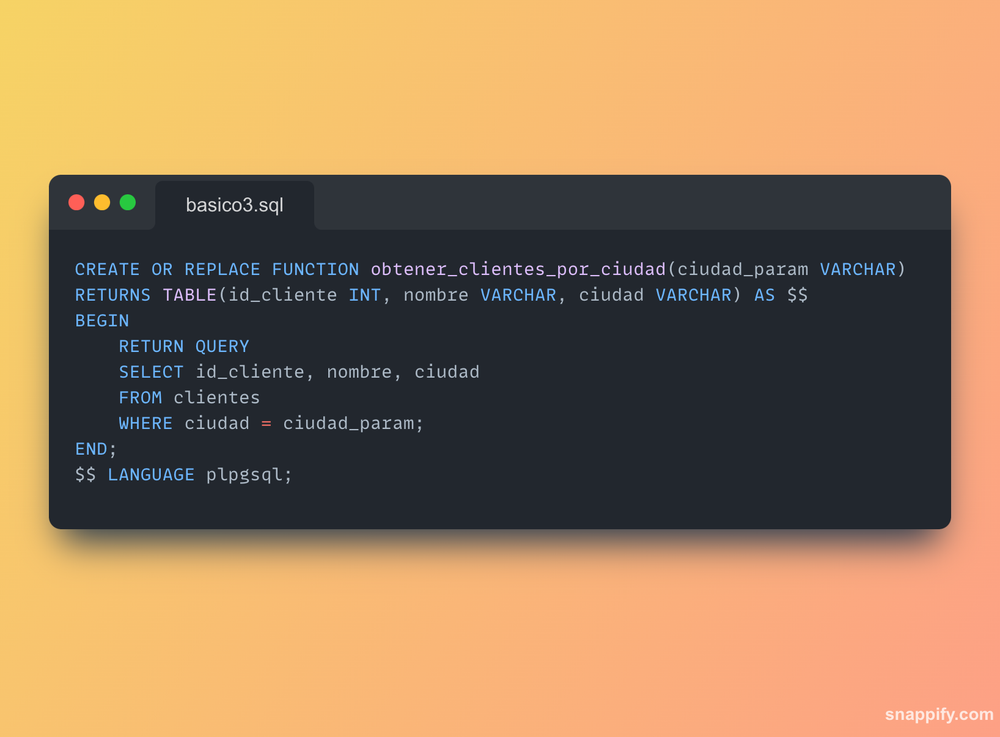 basico3.sql
CREATE OR REPLACE FUNCTION obtener_clientes_por_ciudad(ciudad_param VARCHAR)
RETURNS TABLE(id_cliente INT, nombre VARCHAR, ciudad VARCHAR) AS $$
BEGIN
    RETURN QUERY
    SELECT id_cliente, nombre, ciudad
    FROM clientes
    WHERE ciudad = ciudad_param;
END;
$$ LANGUAGE plpgsql;
snappify.com